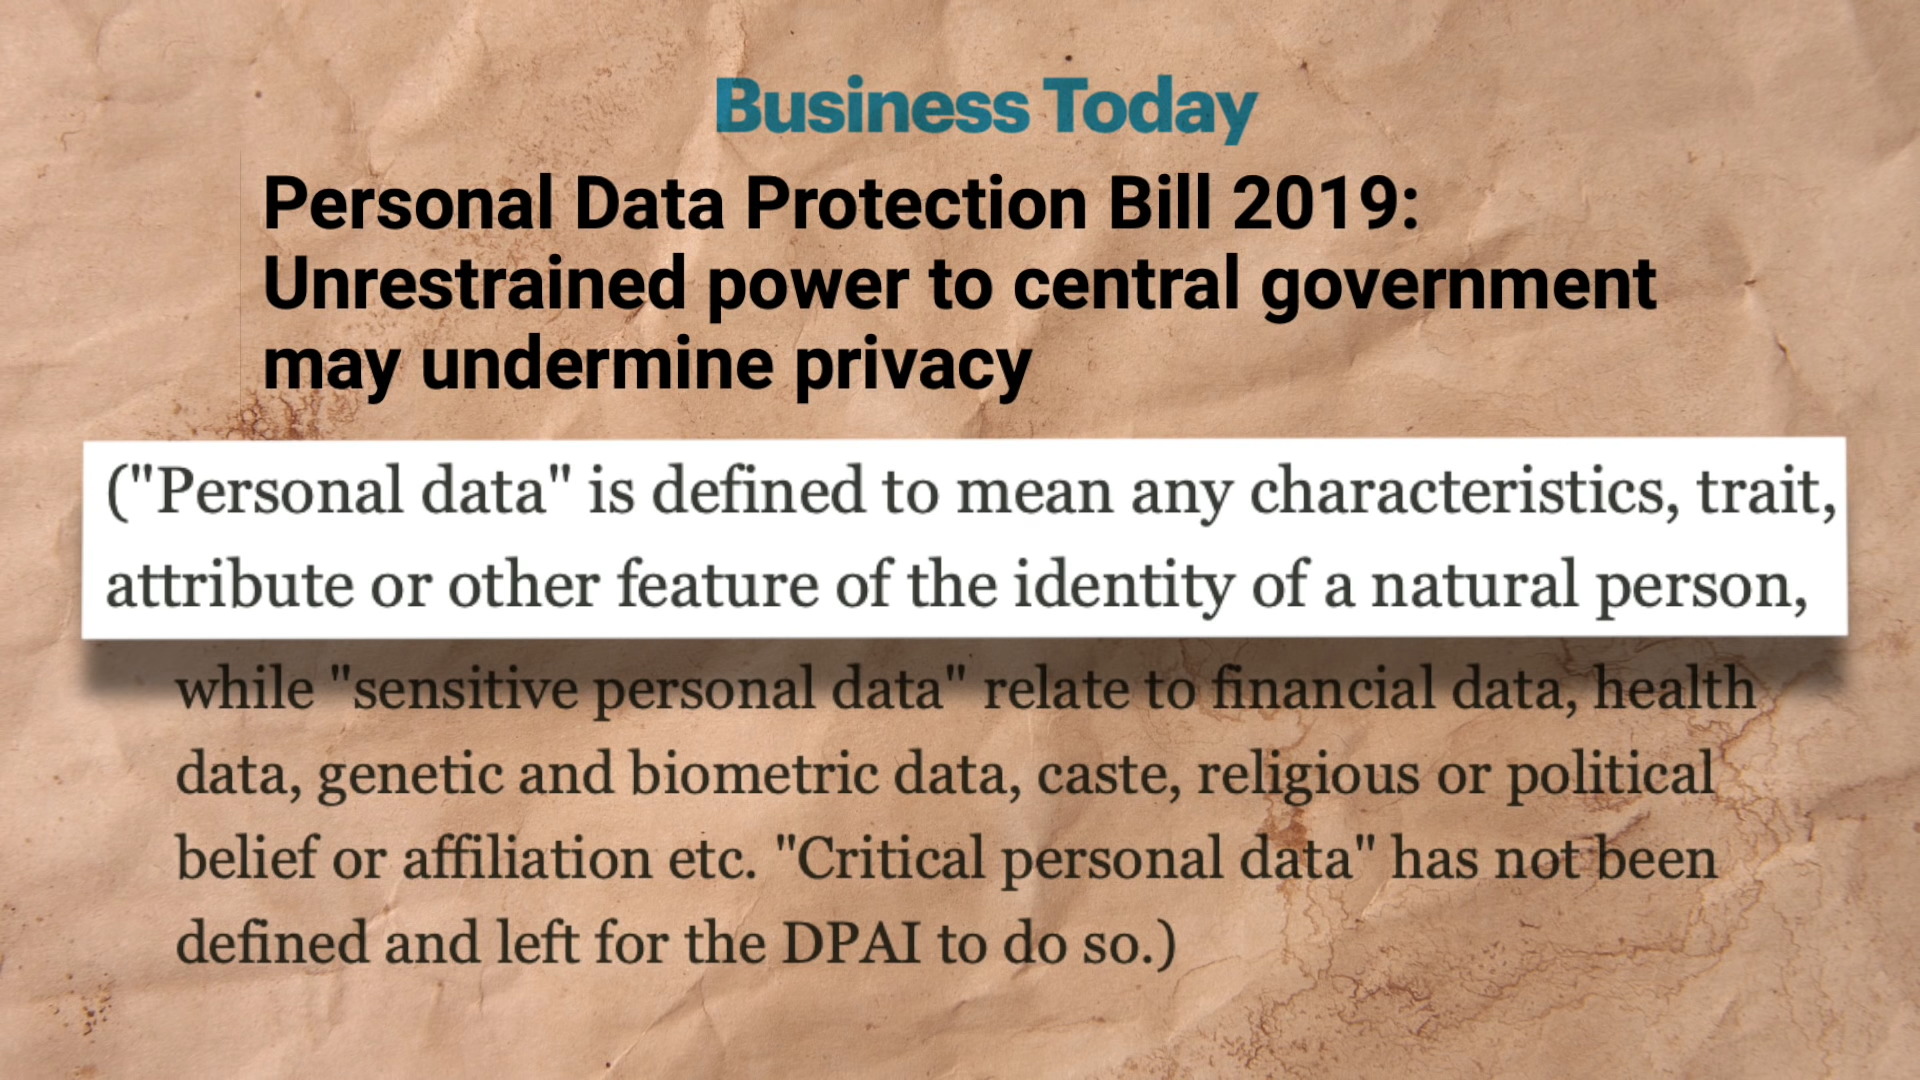 Business Today
Personal Data Protection Bill 2019:
Unrestrained power to central government
may undermine privacy
("Personal data" is defined to mean any characteristics, trait,
attribute or other feature of the identity of a natural person,
while "sensitive personal data" relate to financial data, health
data, genetic and biometric data, caste, religious or political
belief or affiliation etc. "Critical personal data" has not been
defined and left for the DPAI to do so.)